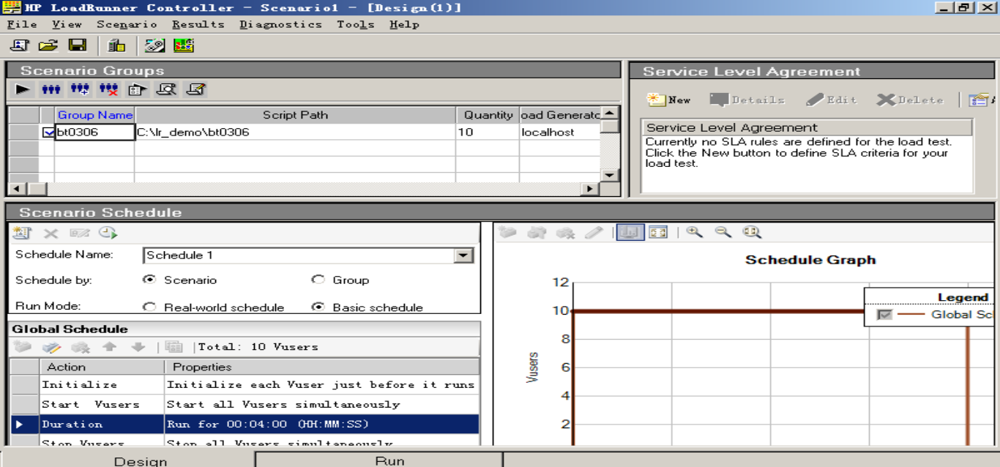 HP LoadRunner Controller - Scenario1 - [Design(1)]
File View Scenario Results Diagnostics Tools Help
Scenario Groups
Group Name Script Path Quantity oad Generato
bt0306 C:\lr_demo\bt0306 10 localhost
Service Level Agreement
New Details Edit Delete A
Service Level Agreement
Currently no SLA rules are defined for the load test.
Click the New button to define SLA criteria for your
load test.
Scenario Schedule
Schedule Name: Schedule 1
Schedule by: Scenario Group
Run Mode: Real-world schedule Basic schedule
Global Schedule
Total: 10 Vusers
Action Properties
Initialize Initialize each Vuser just before it runs
Start Vusers Start all Vusers simultaneously
Duration Run for 00:04:00 (HH:MM:SS)
Stop Vusers Stop all Vusers simultaneously
Schedule Graph
12
10
8
6
4
2
Vusers
Legend
Global Sc
Design Run